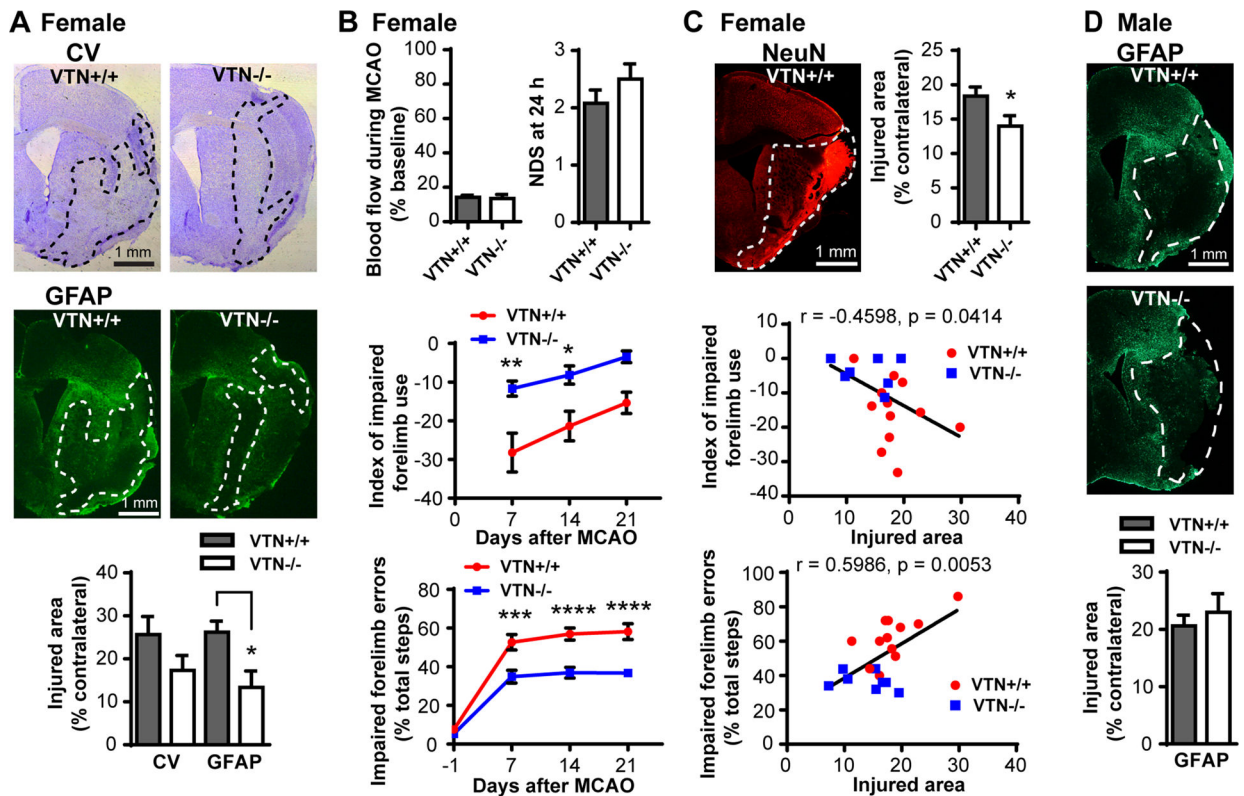 A Female
CV
VTN+/+
VTN-/-
1 mm
GFAP
VTN+/+
VTN-/-
1 mm
VTN+/+
VTN-/-
Injured area
(% contralateral)
40
30
20
10
0
*
CV
GFAP
B Female
Blood flow during MCAO
(% baseline)
100
80
60
40
20
0
VTN+/+
VTN-/-
NDS at 24 h
3
2
1
0
VTN+/+
VTN-/-
VTN+/+
VTN-/-
Index of impaired
forelimb use
0
-10
-20
-30
-40
**
*
0
7
14
21
Days after MCAO
VTN+/+
VTN-/-
Impaired forelimb errors
(% total steps)
80
60
40
20
0
***
****
****
-1
7
14
21
Days after MCAO
C Female
NeuN
VTN+/+
1 mm
Injured area
(% contralateral)
25
20
15
10
5
0
*
VTN+/+
VTN-/-
r = -0.4598, p = 0.0414
VTN+/+
VTN-/-
Index of impaired
forelimb use
10
0
-10
-20
-30
-40
0
10
20
30
40
Injured area
r = 0.5986, p = 0.0053
VTN+/+
VTN-/-
Impaired forelimb errors
(% total steps)
100
80
60
40
20
0
0
10
20
30
40
Injured area
D Male
GFAP
VTN+/+
1 mm
VTN-/-
VTN+/+
VTN-/-
Injured area
(% contralateral)
30
20
10
0
GFAP